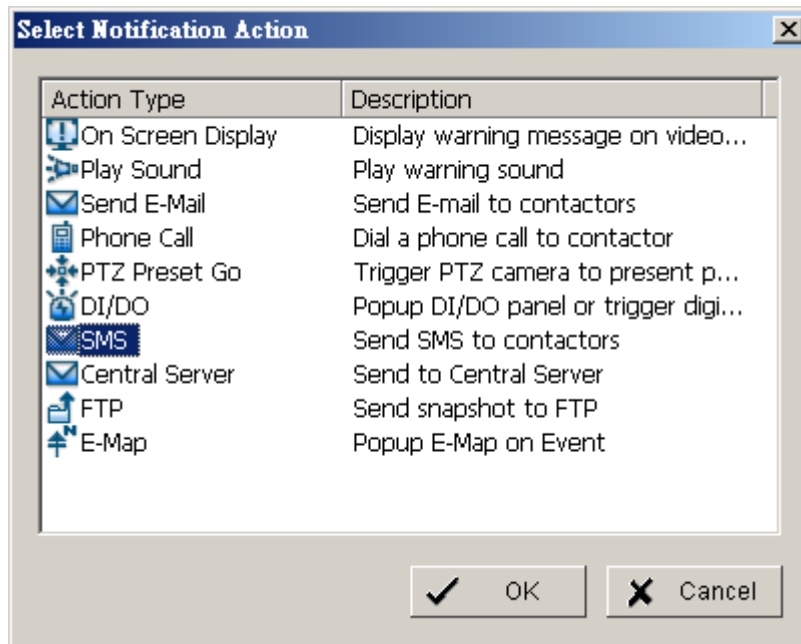 Select Notification Action
Action Type Description
On Screen Display Display warning message on video...
Play Sound Play warning sound
Send E-Mail Send E-mail to contactors
Phone Call Dial a phone call to contactor
PTZ Preset Go Trigger PTZ camera to present p...
DI/DO Popup DI/DO panel or trigger digi...
SMS Send SMS to contactors
Central Server Send to Central Server
FTP Send snapshot to FTP
E-Map Popup E-Map on Event
OK Cancel